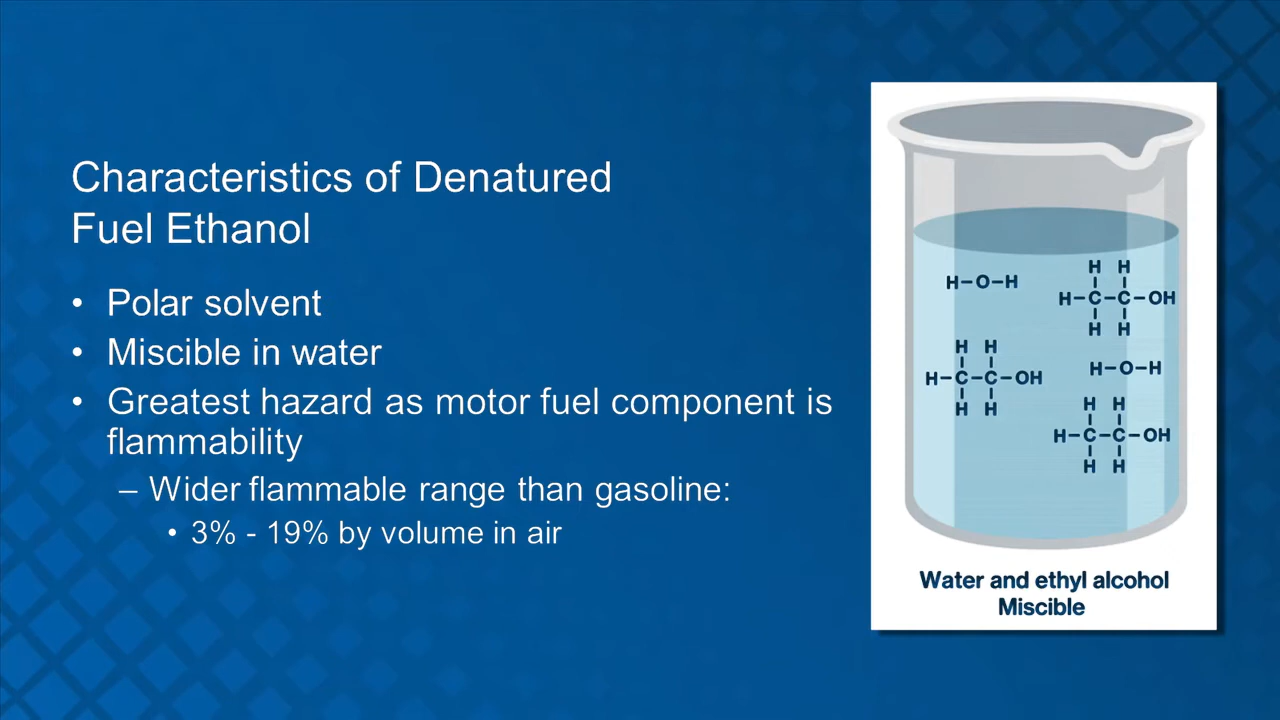 Characteristics of Denatured
Fuel Ethanol
• Polar solvent
• Miscible in water
• Greatest hazard as motor fuel component is
flammability
– Wider flammable range than gasoline:
• 3% - 19% by volume in air
H–O–H
H H
H–C–C–OH
H H
H H
H–C–C–OH
H H
H–O–H
H H
H–C–C–OH
H H
Water and ethyl alcohol
Miscible